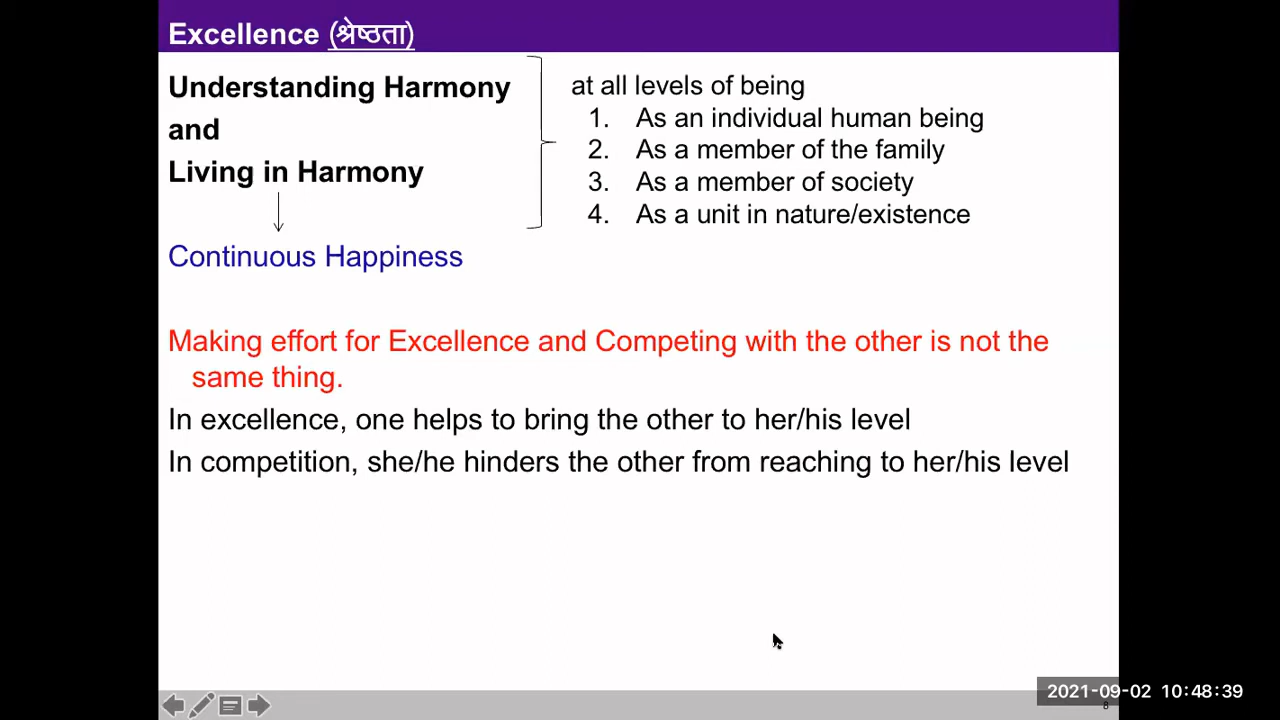 Excellence (श्रेष्ठता)
Understanding Harmony
and
Living in Harmony
Continuous Happiness
at all levels of being
1. As an individual human being
2. As a member of the family
3. As a member of society
4. As a unit in nature/existence
Making effort for Excellence and Competing with the other is not the
same thing.
In excellence, one helps to bring the other to her/his level
In competition, she/he hinders the other from reaching to her/his level
2021-09-02 10:48:39
8